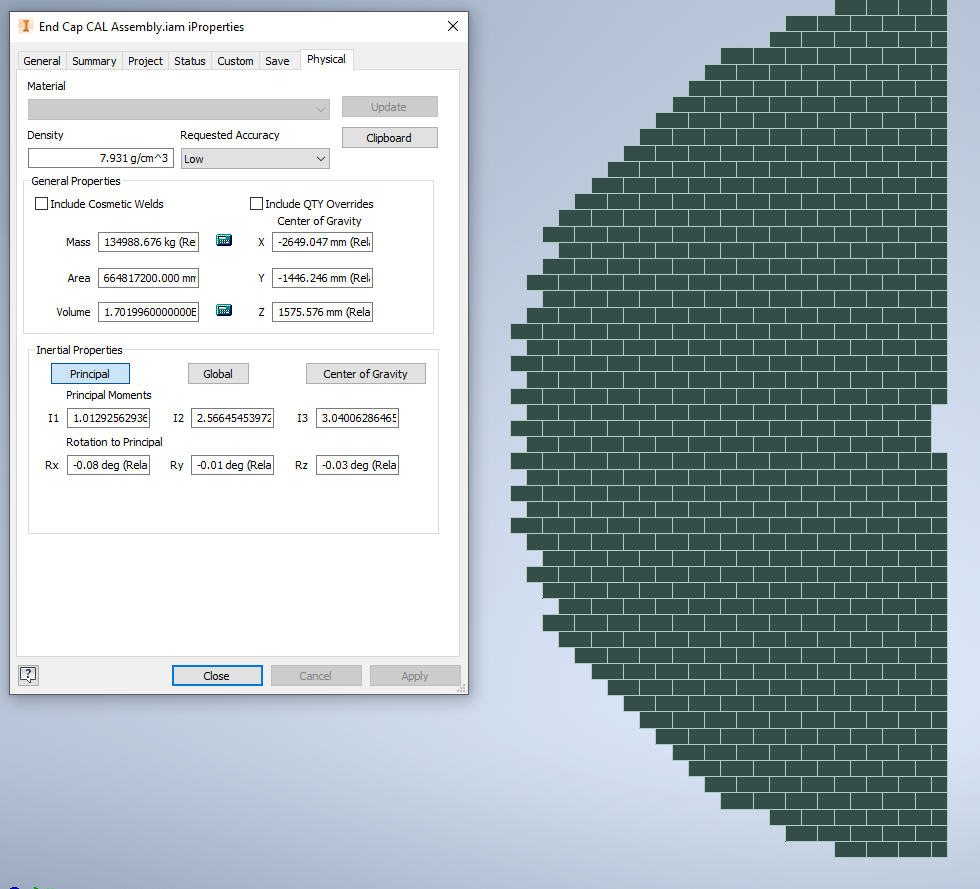 End Cap CAL Assembly.iam iProperties
General Summary Project Status Custom Save Physical
Material
Update
Density Requested Accuracy
Clipboard
7.931 g/cm^3 Low
General Properties
Include Cosmetic Welds Include QTY Overrides
Center of Gravity
Mass 134988.676 kg (Re X -2649.047 mm (Rela
Area 664817200.000 mm Y -1446.246 mm (Rela
Volume 1.7019960000000E Z 1575.576 mm (Rela
Inertial Properties
Principal Global Center of Gravity
Principal Moments
I1 1.01292562936 I2 2.56645453972 I3 3.04006286465
Rotation to Principal
Rx -0.08 deg (Rela Ry -0.01 deg (Rela Rz -0.03 deg (Rela
? Close Cancel Apply